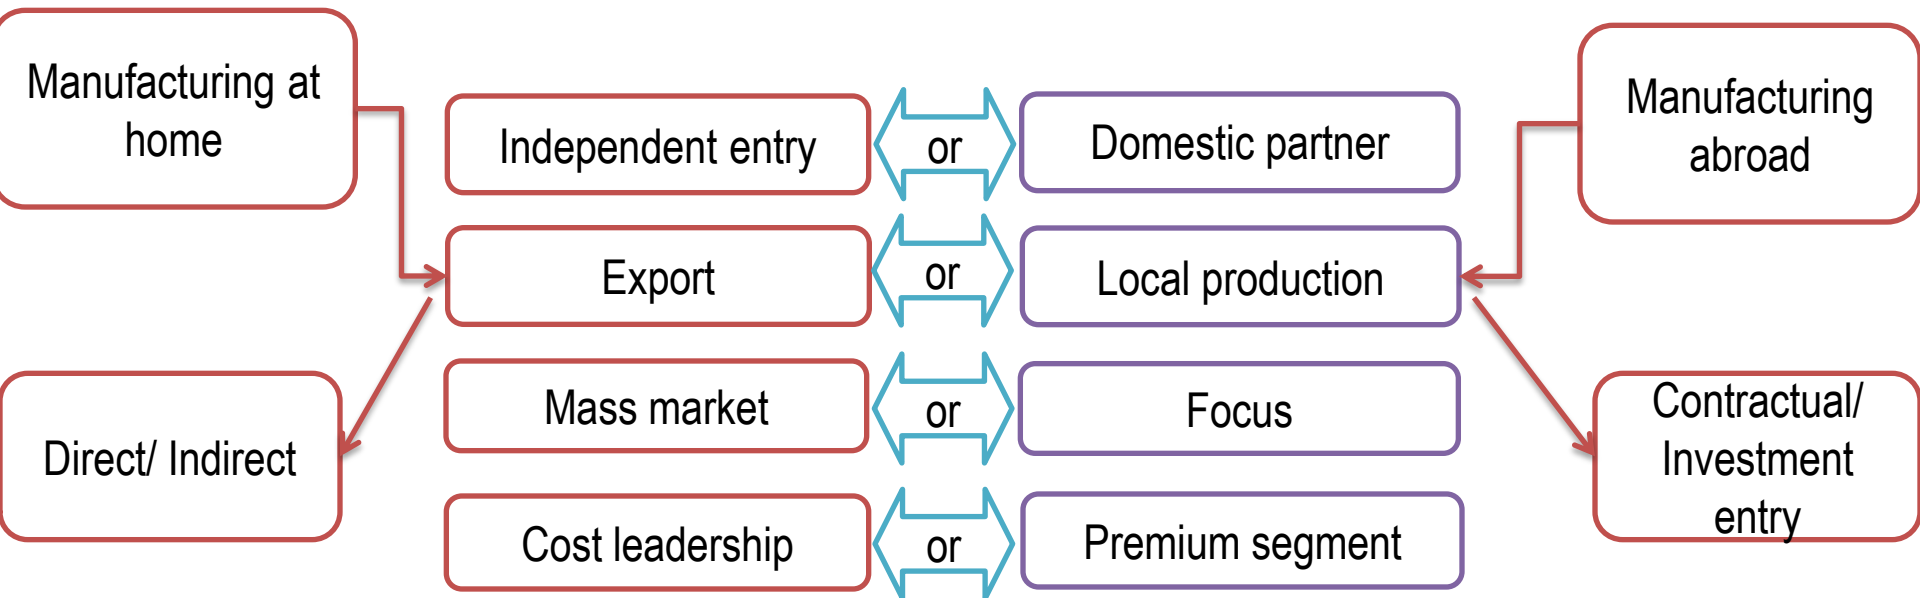 Manufacturing at
home
Independent entry
or
Domestic partner
Manufacturing
abroad
Export
or
Local production
Mass market
or
Focus
Direct/ Indirect
Contractual/
Investment
entry
Cost leadership
or
Premium segment